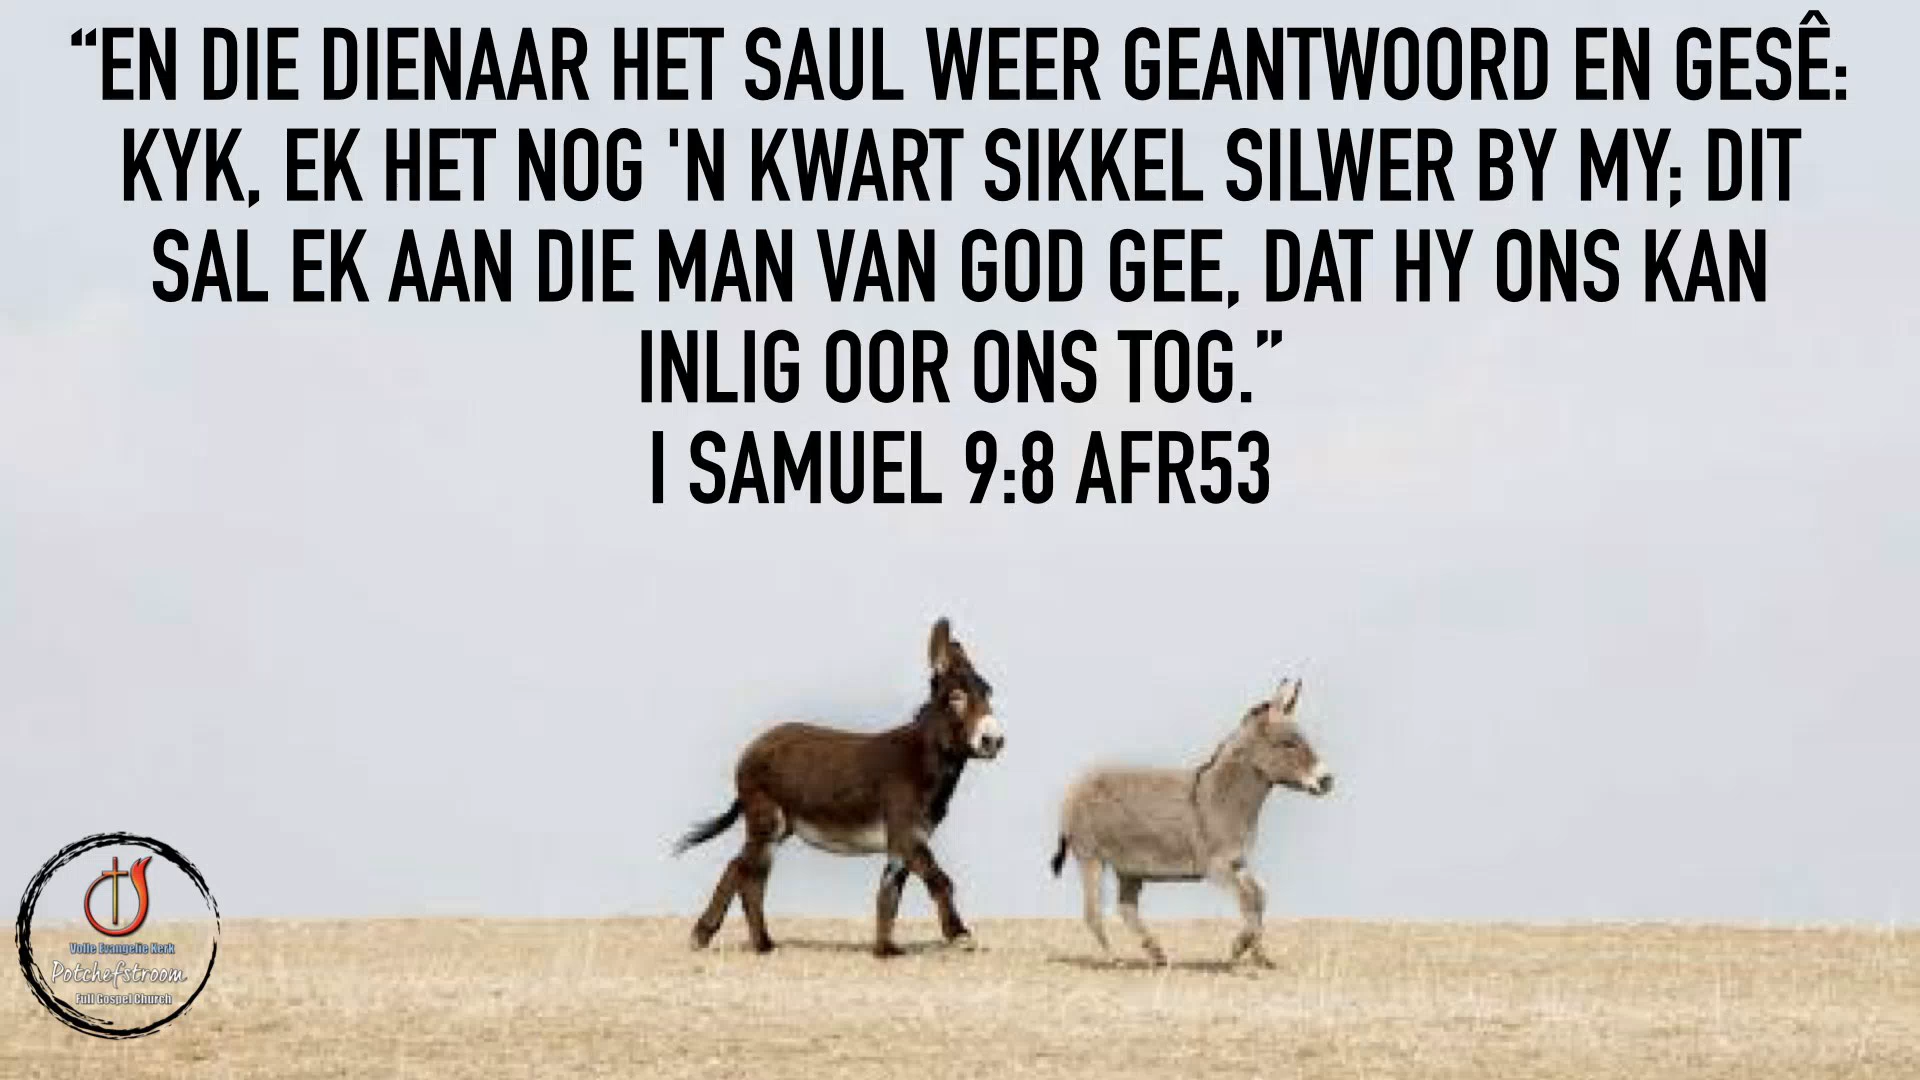 “EN DIE DIENAAR HET SAUL WEER GEANTWOORD EN GESÊ:
KYK, EK HET NOG 'N KWART SIKKEL SILWER BY MY; DIT
SAL EK AAN DIE MAN VAN GOD GEE, DAT HY ONS KAN
INLIG OOR ONS TOG.”
I SAMUEL 9:8 AFR53
Volle Evangelie Kerk
Potchefstroom
Full Gospel Church